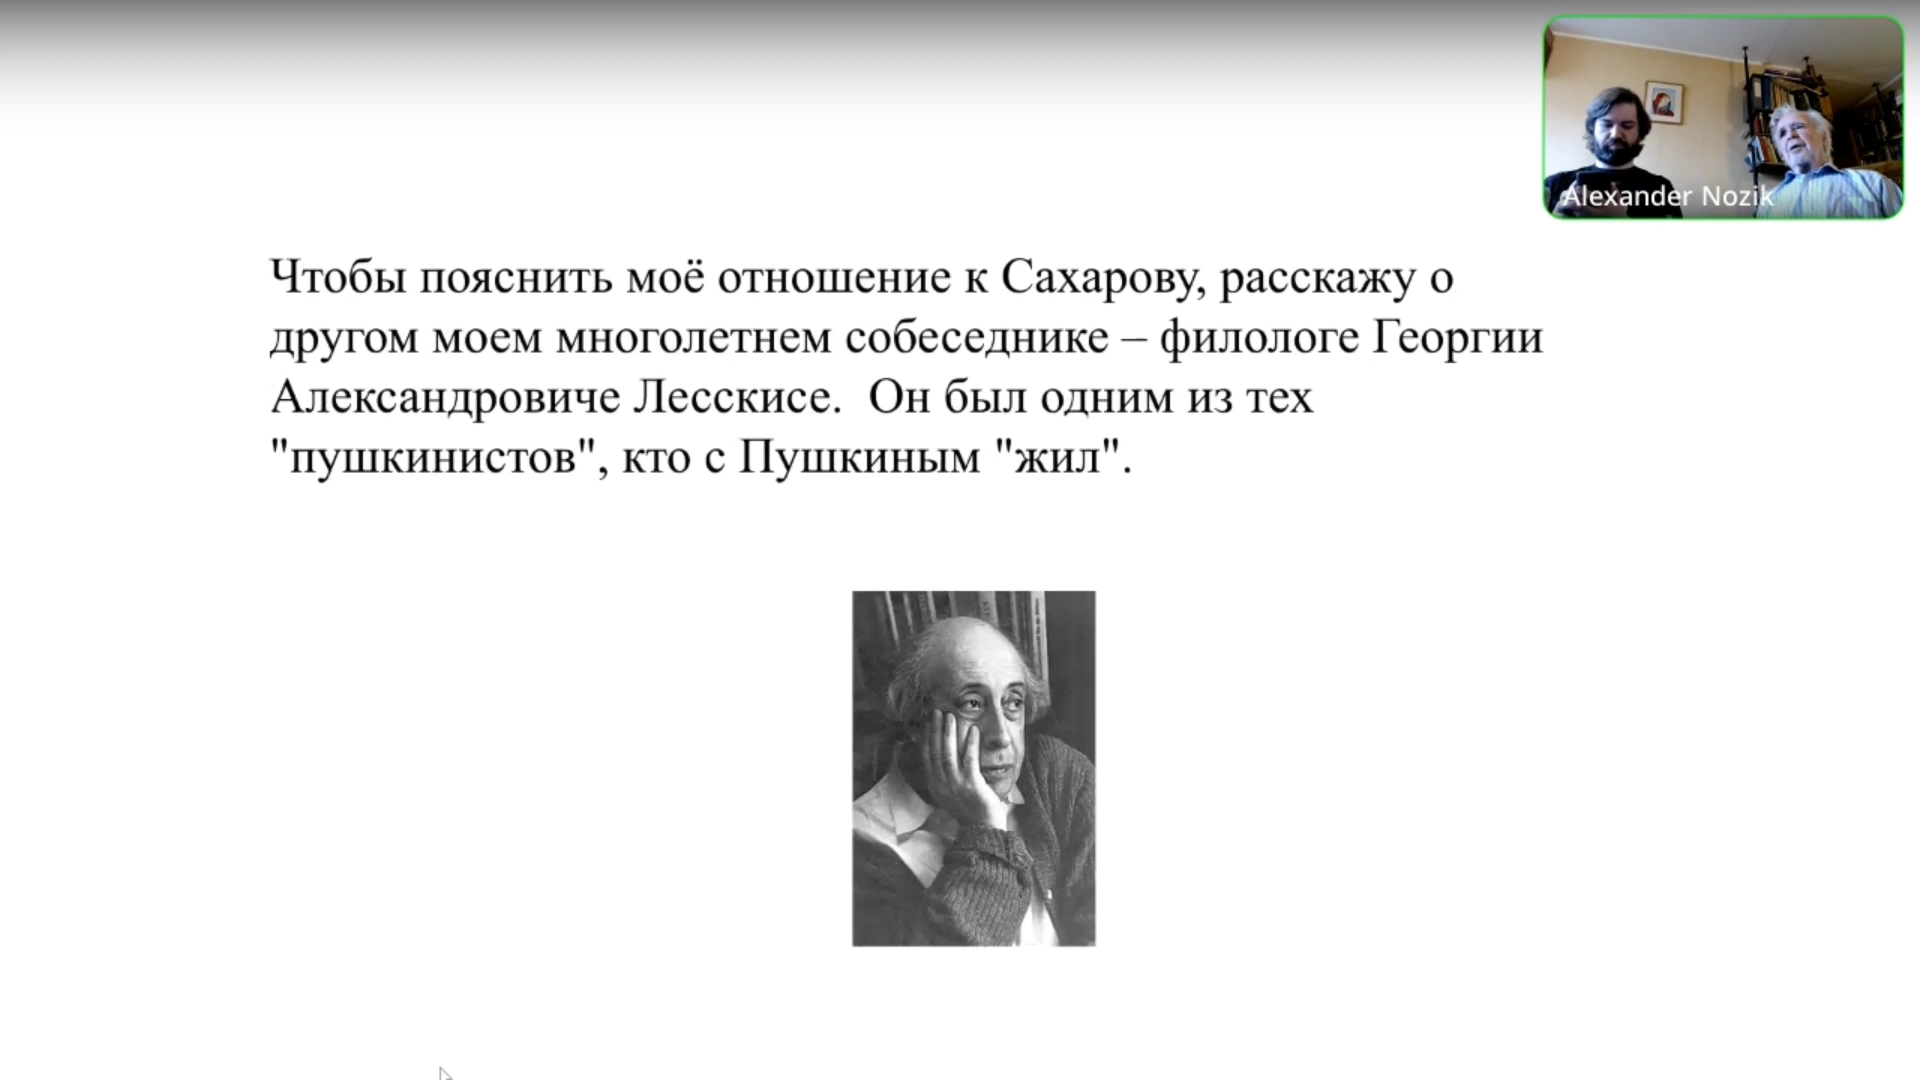 Alexander Nozik
Чтобы пояснить моё отношение к Сахарову, расскажу о
другом моем многолетнем собеседнике – филологе Георгии
Александровиче Лесскисе.  Он был одним из тех
"пушкинистов", кто с Пушкиным "жил".